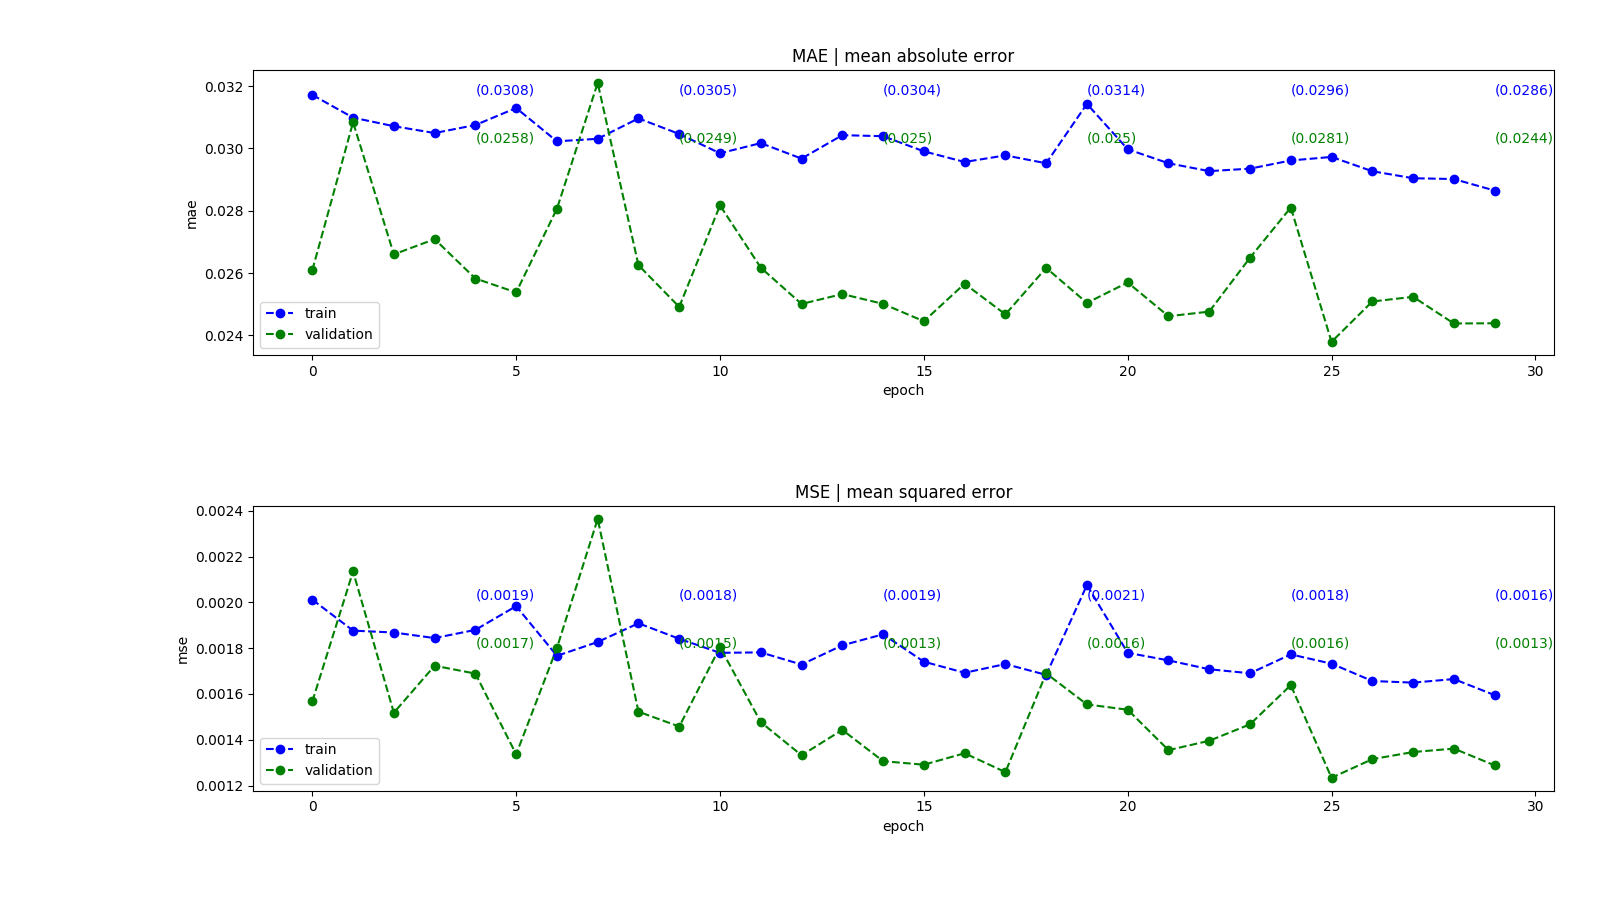 MAE | mean absolute error
0.032
0.030
0.028
0.026
0.024
mae
(0.0308) (0.0305) (0.0304) (0.0314) (0.0296) (0.0286)
(0.0258) (0.0249) (0.025) (0.025) (0.0281) (0.0244)
train
validation
0 5 10 15 20 25 30
epoch
MSE | mean squared error
0.0024
0.0022
0.0020
0.0018
0.0016
0.0014
0.0012
mse
(0.0019) (0.0018) (0.0019) (0.0021) (0.0018) (0.0016)
(0.0017) (0.0015) (0.0013) (0.0016) (0.0016) (0.0013)
train
validation
0 5 10 15 20 25 30
epoch